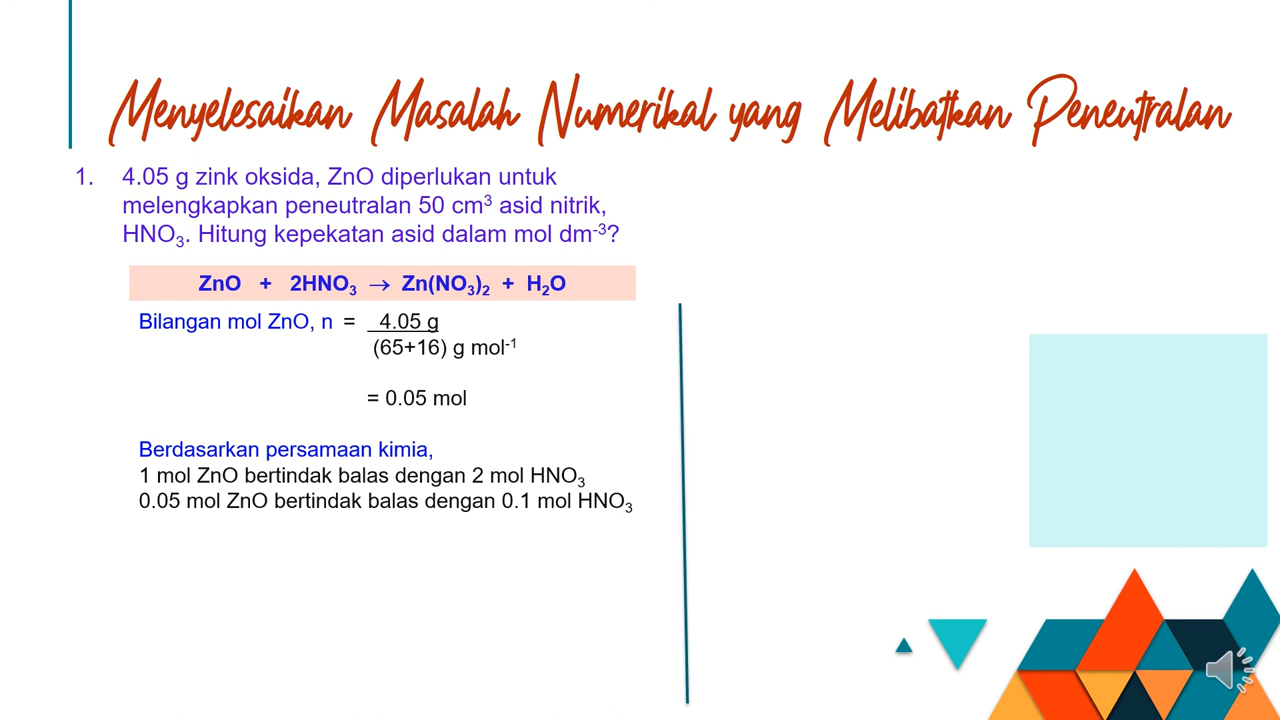 Menyelesaikan Masalah Numerikal yang Melibatkan Peneutralan
1. 4.05 g zink oksida, ZnO diperlukan untuk
melengkapkan peneutralan 50 cm³ asid nitrik,
HNO₃. Hitung kepekatan asid dalam mol dm⁻³?
ZnO + 2HNO₃ → Zn(NO₃)₂ + H₂O
Bilangan mol ZnO, n = 4.05 g
(65+16) g mol⁻¹
= 0.05 mol
Berdasarkan persamaan kimia,
1 mol ZnO bertindak balas dengan 2 mol HNO₃
0.05 mol ZnO bertindak balas dengan 0.1 mol HNO₃